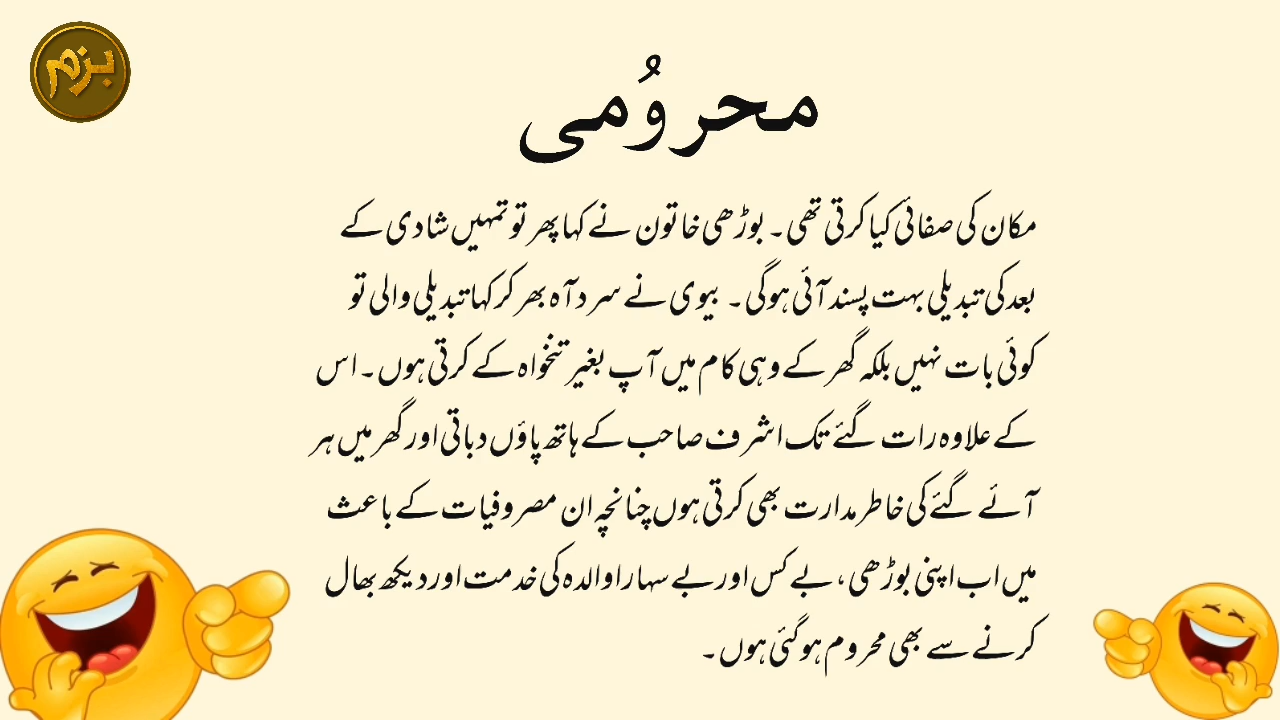 بزم
محروُمی
مکان کی صفائی کیا کرتی تھی۔ بوڑھی خاتون نے کہا پھر تو تمہیں شادی کے
بعد کی تبدیلی بہت پسند آئی ہوگی۔ بیوی نے سرد آہ بھر کر کہا تبدیلی والی تو
کوئی بات نہیں بلکہ گھر کے وہی کام میں آپ بغیر تنخواہ کے کرتی ہوں۔ اس
کے علاوہ رات گئے تک اشرف صاحب کے ہاتھ پاؤں دباتی اور گھر میں ہر
آئے گئے کی خاطر مدارت بھی کرتی ہوں چنانچہ ان مصروفیات کے باعث
میں اب اپنی بوڑھی، بے کس اور بے سہارا والدہ کی خدمت اور دیکھ بھال
کرنے سے بھی محروم ہوگئی ہوں۔